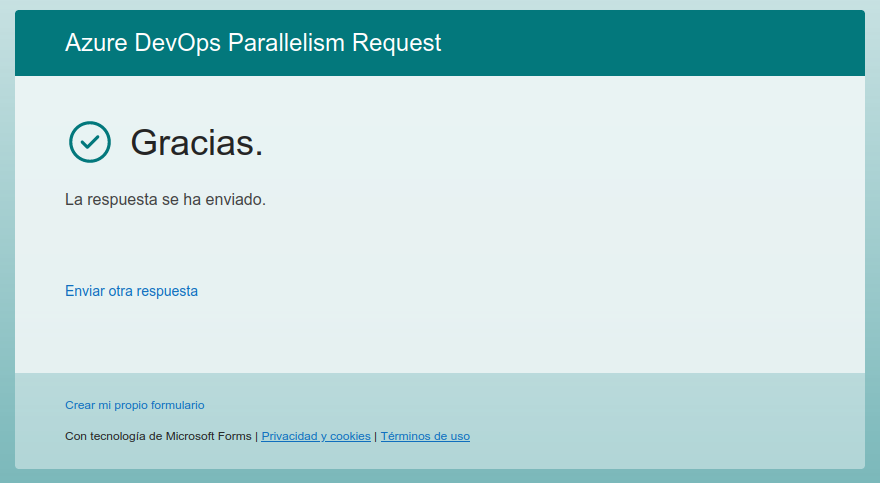 Azure DevOps Parallelism Request
Gracias.
La respuesta se ha enviado.
Enviar otra respuesta
Crear mi propio formulario
Con tecnología de Microsoft Forms | Privacidad y cookies | Términos de uso